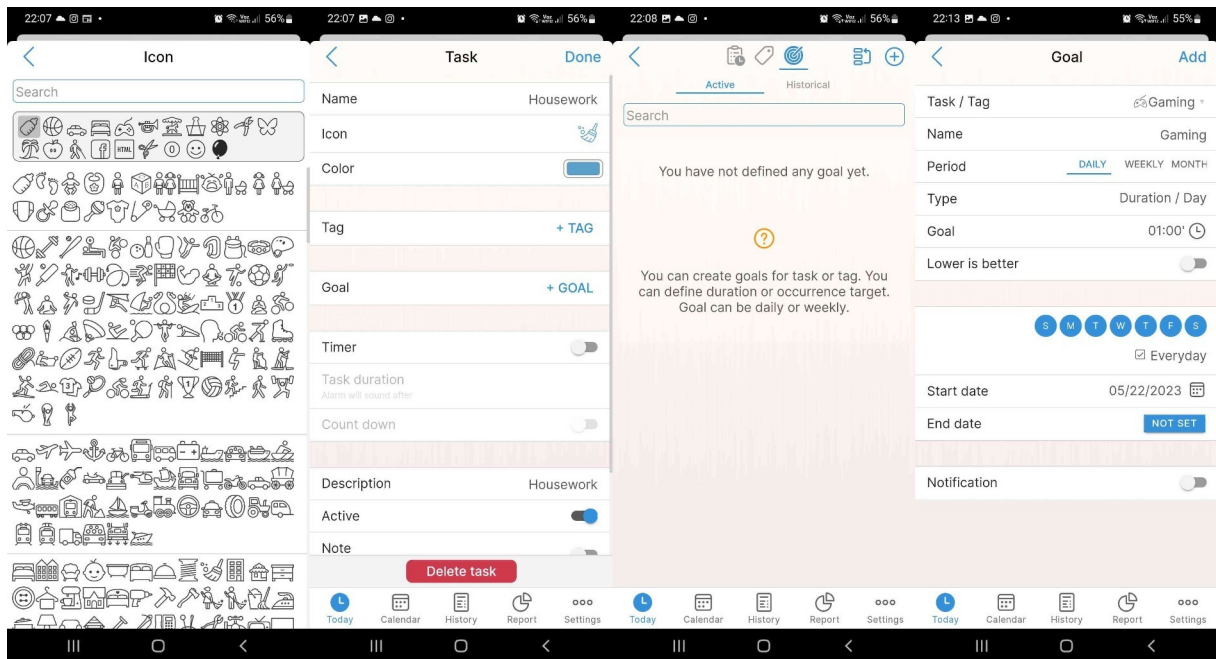 22:07
56%
Icon
Search
HTML
22:07
56%
Task
Done
Name
Housework
Icon
Color
Tag
+ TAG
Goal
+ GOAL
Timer
Task duration
Alarm will sound after
Count down
Description
Housework
Active
Note
Delete task
Today
Calendar
History
Report
Settings
22:08
56%
Active
Historical
Search
You have not defined any goal yet.
You can create goals for task or tag. You
can define duration or occurrence target.
Goal can be daily or weekly.
Today
Calendar
History
Report
Settings
22:13
55%
Goal
Add
Task / Tag
Gaming
Name
Gaming
Period
DAILY WEEKLY MONTH
Type
Duration / Day
Goal
01:00'
Lower is better
S M T W T F S
Everyday
Start date
05/22/2023
End date
NOT SET
Notification
Today
Calendar
History
Report
Settings